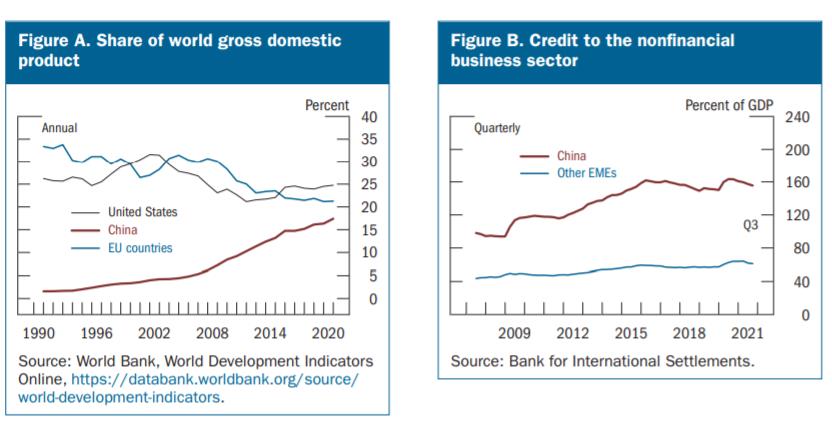 Figure A. Share of world gross domestic
product
Percent
Annual
40
35
30
25
20
15
10
5
0
United States
China
EU countries
1990 1996 2002 2008 2014 2020
Source: World Bank, World Development Indicators
Online, https://databank.worldbank.org/source/
world-development-indicators.
Figure B. Credit to the nonfinancial
business sector
Percent of GDP
Quarterly
240
200
160
120
80
40
0
China
Other EMEs
Q3
2009 2012 2015 2018 2021
Source: Bank for International Settlements.